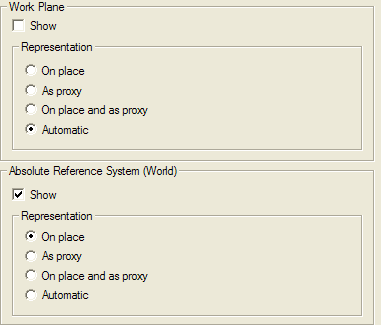 Work Plane
Show
Representation
On place
As proxy
On place and as proxy
Automatic
Absolute Reference System (World)
Show
Representation
On place
As proxy
On place and as proxy
Automatic